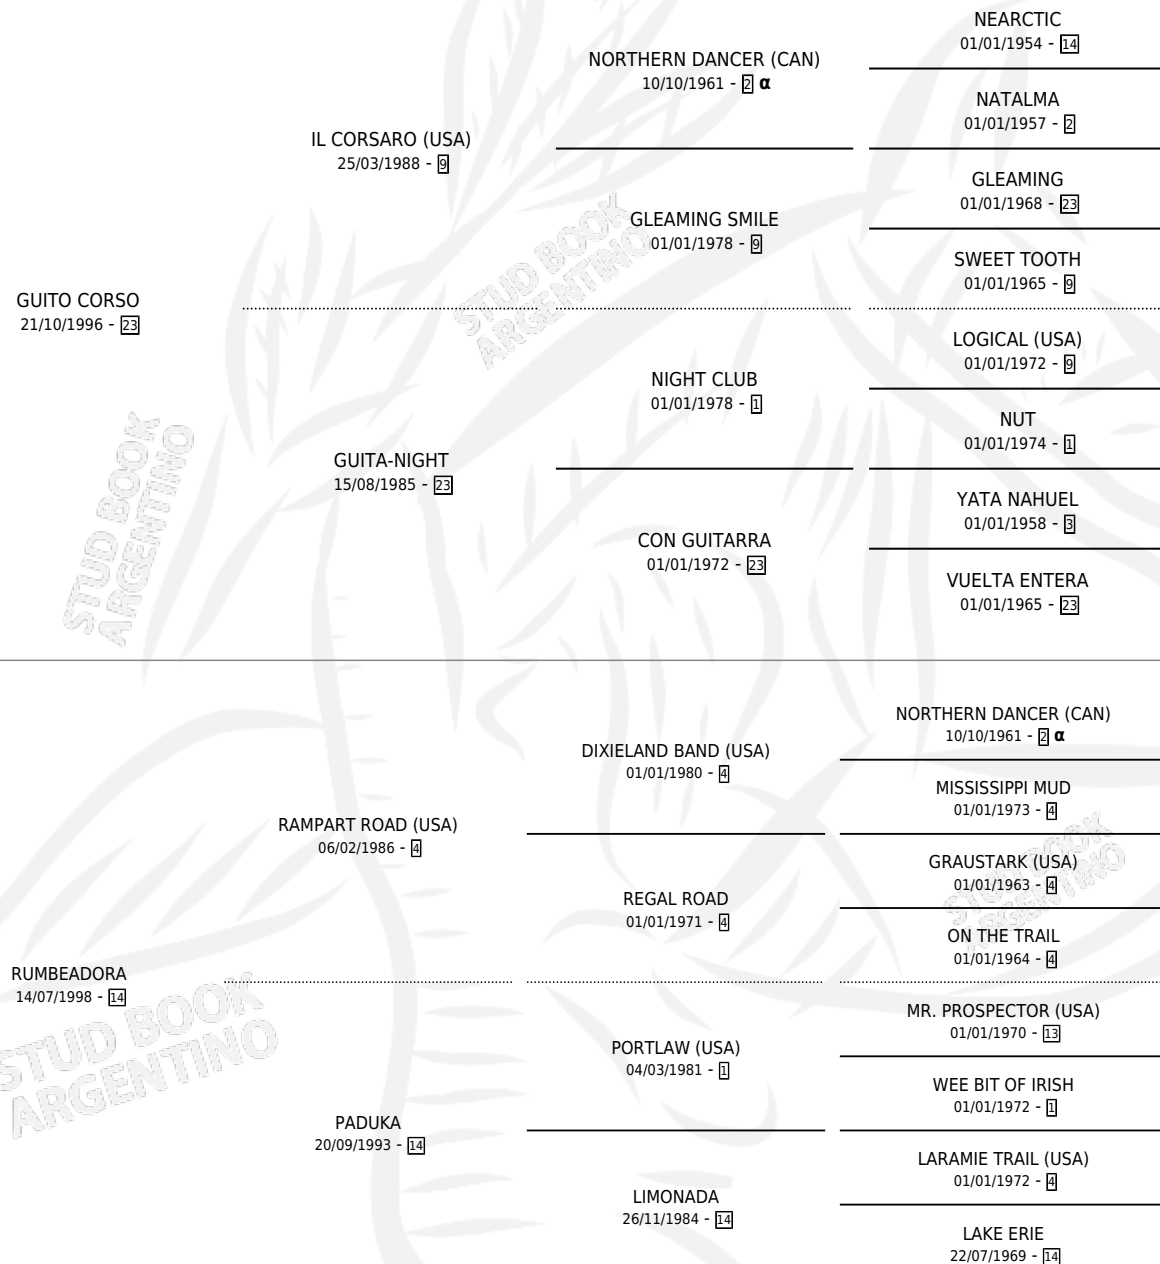 NEARCTIC
01/01/1954 - 14
NORTHERN DANCER (CAN)
10/10/1961 - 2 α
NATALMA
01/01/1957 - 2
IL CORSARO (USA)
25/03/1988 - 9
GLEAMING
01/01/1968 - 23
GLEAMING SMILE
01/01/1978 - 9
SWEET TOOTH
01/01/1965 - 9
STUD BOOK
ARGENTINO
GUITO CORSO
21/10/1996 - 23
LOGICAL (USA)
01/01/1972 - 9
NIGHT CLUB
01/01/1978 - 1
NUT
01/01/1974 - 1
GUITA-NIGHT
15/08/1985 - 23
YATA NAHUEL
01/01/1958 - 3
CON GUITARRA
01/01/1972 - 23
VUELTA ENTERA
01/01/1965 - 23
STUD BOOK
ARGENTINO
NORTHERN DANCER (CAN)
10/10/1961 - 2 α
DIXIELAND BAND (USA)
01/01/1980 - 4
MISSISSIPPI MUD
01/01/1973 - 4
RAMPART ROAD (USA)
06/02/1986 - 4
GRAUSTARK (USA)
01/01/1963 - 4
REGAL ROAD
01/01/1971 - 4
ON THE TRAIL
01/01/1964 - 4
STUD BOOK
ARGENTINO
RUMBEADORA
14/07/1998 - 14
MR. PROSPECTOR (USA)
01/01/1970 - 13
PORTLAW (USA)
04/03/1981 - 1
WEE BIT OF IRISH
01/01/1972 - 1
STUD BOOK
ARGENTINO
PADUKA
20/09/1993 - 14
LARAMIE TRAIL (USA)
01/01/1972 - 4
LIMONADA
26/11/1984 - 14
LAKE ERIE
22/07/1969 - 14